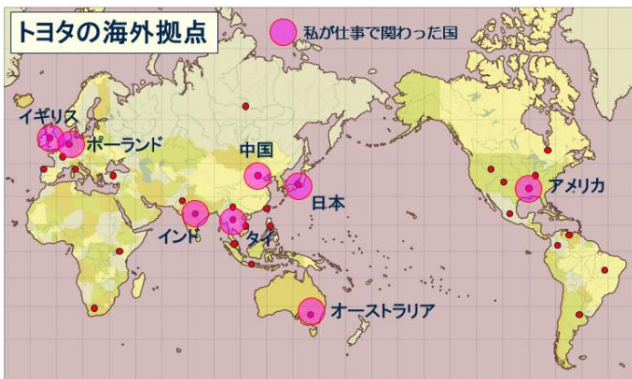 トヨタの海外拠点
私が仕事で関わった国
イギリス
ポーランド
中国
日本
アメリカ
インド
タイ
オーストラリア